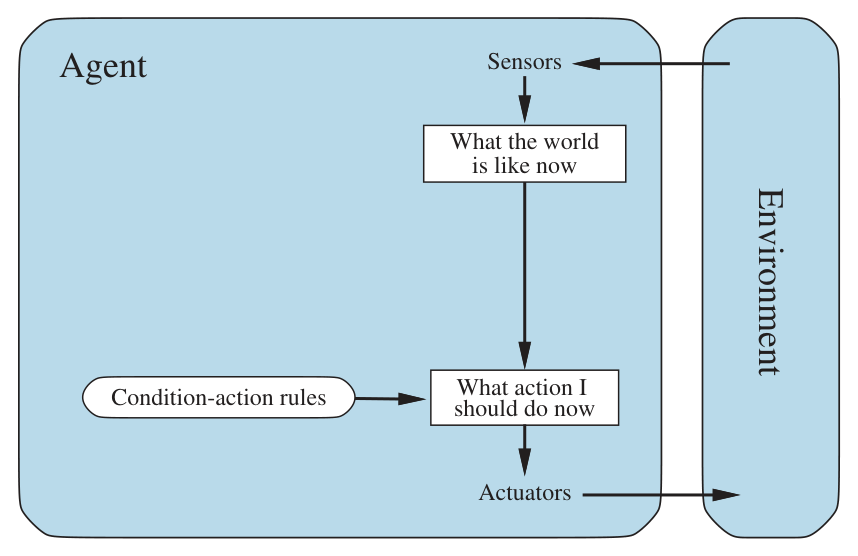 Agent
Sensors
What the world
is like now
Environment
Condition-action rules
What action I
should do now
Actuators